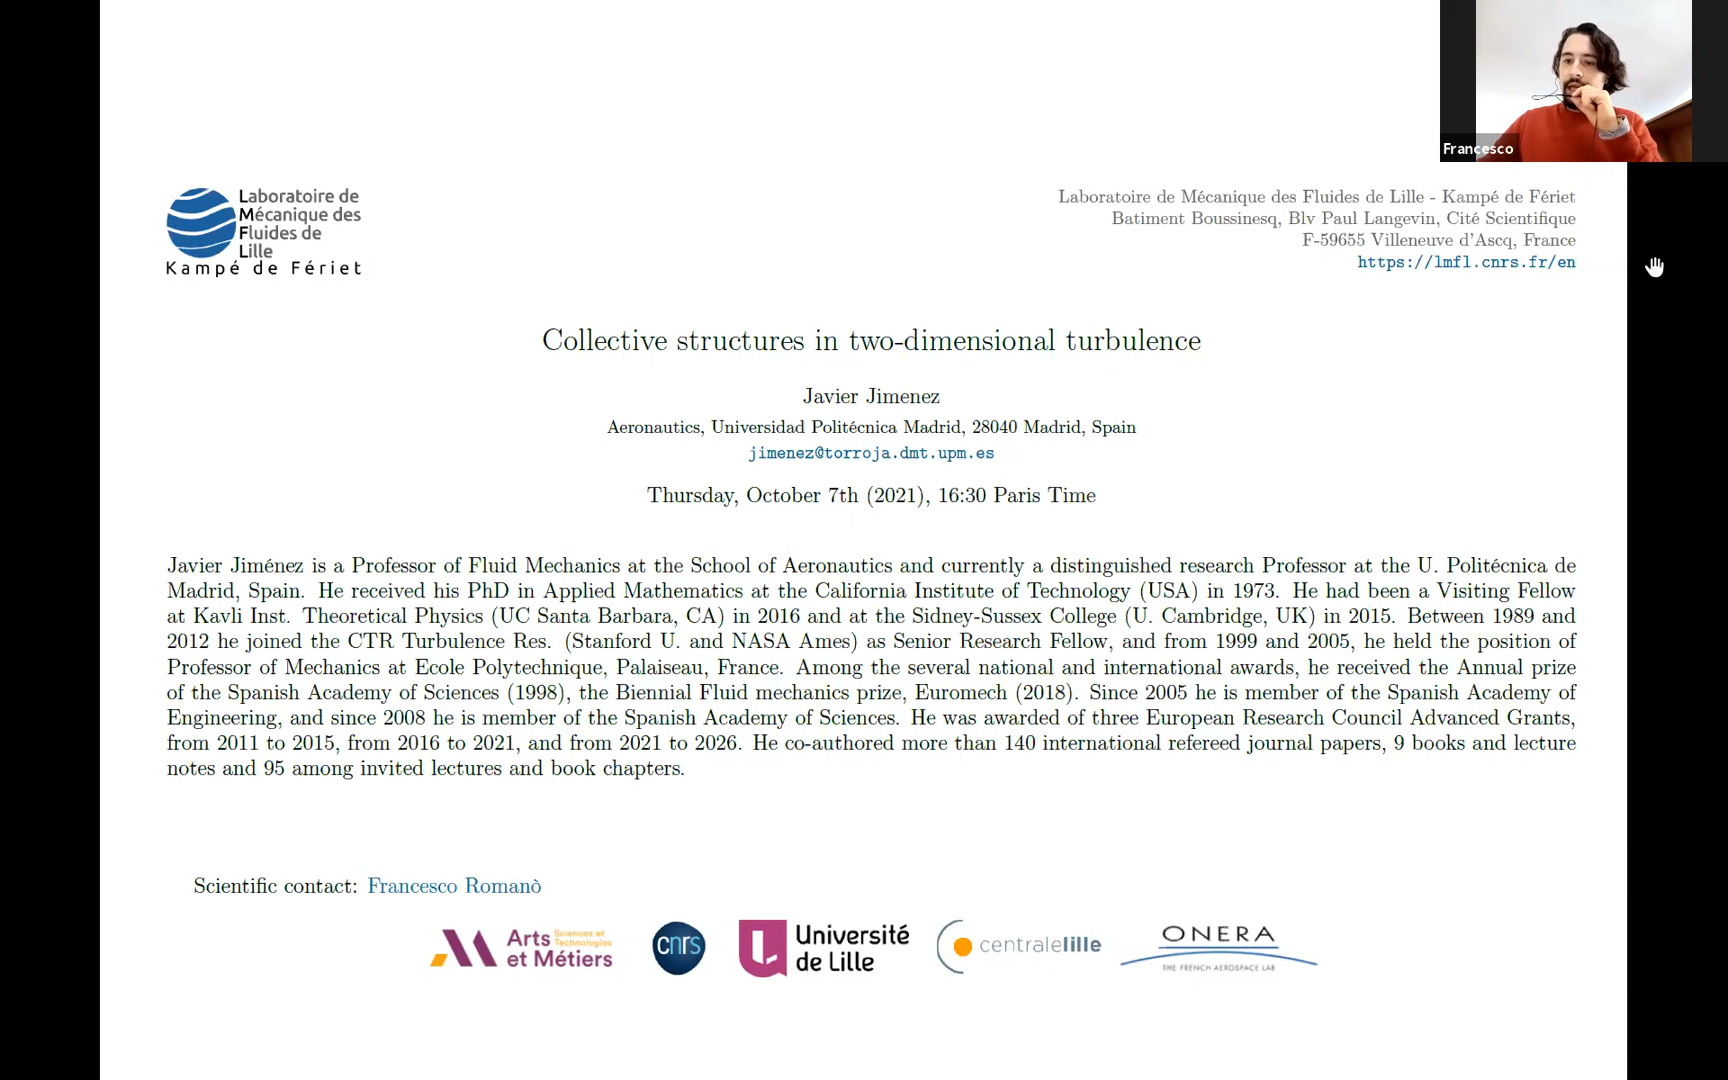 Francesco
Laboratoire de
Mécanique des
Fluides de
Lille
Kampé de Fériet
Laboratoire de Mécanique des Fluides de Lille - Kampé de Fériet
Batiment Boussinesq, Blv Paul Langevin, Cité Scientifique
F-59655 Villeneuve d'Ascq, France
https://lmfl.cnrs.fr/en
Collective structures in two-dimensional turbulence
Javier Jimenez
Aeronautics, Universidad Politécnica Madrid, 28040 Madrid, Spain
jimenez@torroja.dmt.upm.es
Thursday, October 7th (2021), 16:30 Paris Time
Javier Jiménez is a Professor of Fluid Mechanics at the School of Aeronautics and currently a distinguished research Professor at the U. Politécnica de
Madrid, Spain. He received his PhD in Applied Mathematics at the California Institute of Technology (USA) in 1973. He had been a Visiting Fellow
at Kavli Inst. Theoretical Physics (UC Santa Barbara, CA) in 2016 and at the Sidney-Sussex College (U. Cambridge, UK) in 2015. Between 1989 and
2012 he joined the CTR Turbulence Res. (Stanford U. and NASA Ames) as Senior Research Fellow, and from 1999 and 2005, he held the position of
Professor of Mechanics at Ecole Polytechnique, Palaiseau, France. Among the several national and international awards, he received the Annual prize
of the Spanish Academy of Sciences (1998), the Biennial Fluid mechanics prize, Euromech (2018). Since 2005 he is member of the Spanish Academy of
Engineering, and since 2008 he is member of the Spanish Academy of Sciences. He was awarded of three European Research Council Advanced Grants,
from 2011 to 2015, from 2016 to 2021, and from 2021 to 2026. He co-authored more than 140 international refereed journal papers, 9 books and lecture
notes and 95 among invited lectures and book chapters.
Scientific contact: Francesco Romanò
Arts Sciences et Technologies
et Métiers
cnrs
Université
de Lille
centralelille
ONERA
THE FRENCH AEROSPACE LAB